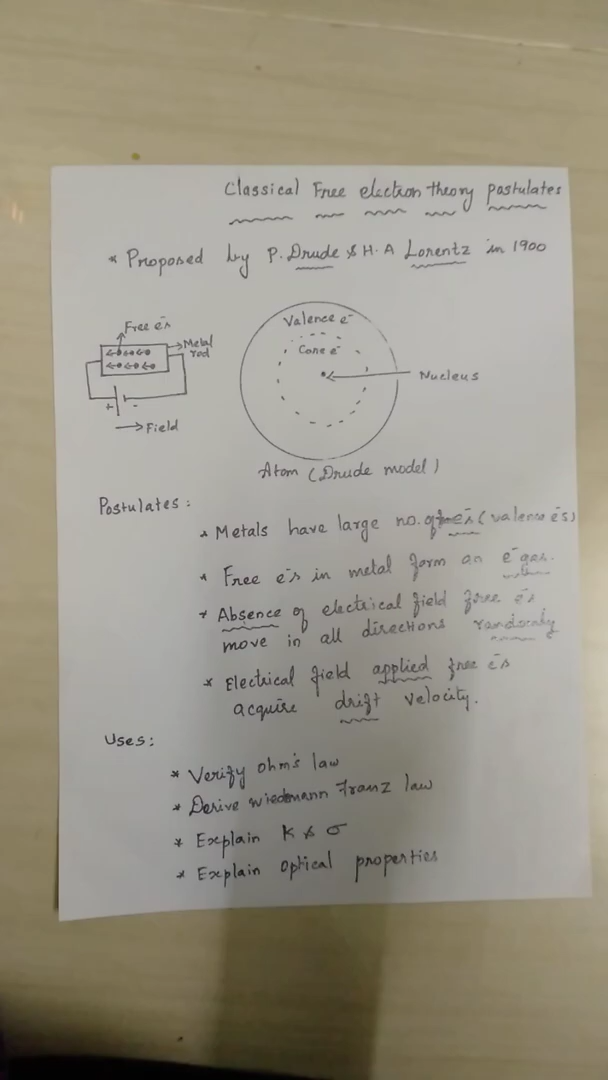 Classical Free electron theory postulates
* Proposed by P. Drude & H. A Lorentz in 1900
Free e⁻s
Metal rod
+ -
→ Field
Valence e⁻
Core e⁻
Nucleus
Atom (Drude model)
Postulates :
* Metals have large no. of e⁻s (valence e⁻s)
* Free e⁻s in metal form an e⁻ gas.
* Absence of electrical field free e⁻s
move in all directions randomly
* Electrical field applied free e⁻s
acquire drift velocity.
Uses :
* Verify ohm's law
* Derive wiedmann Franz law
* Explain K & σ
* Explain optical properties